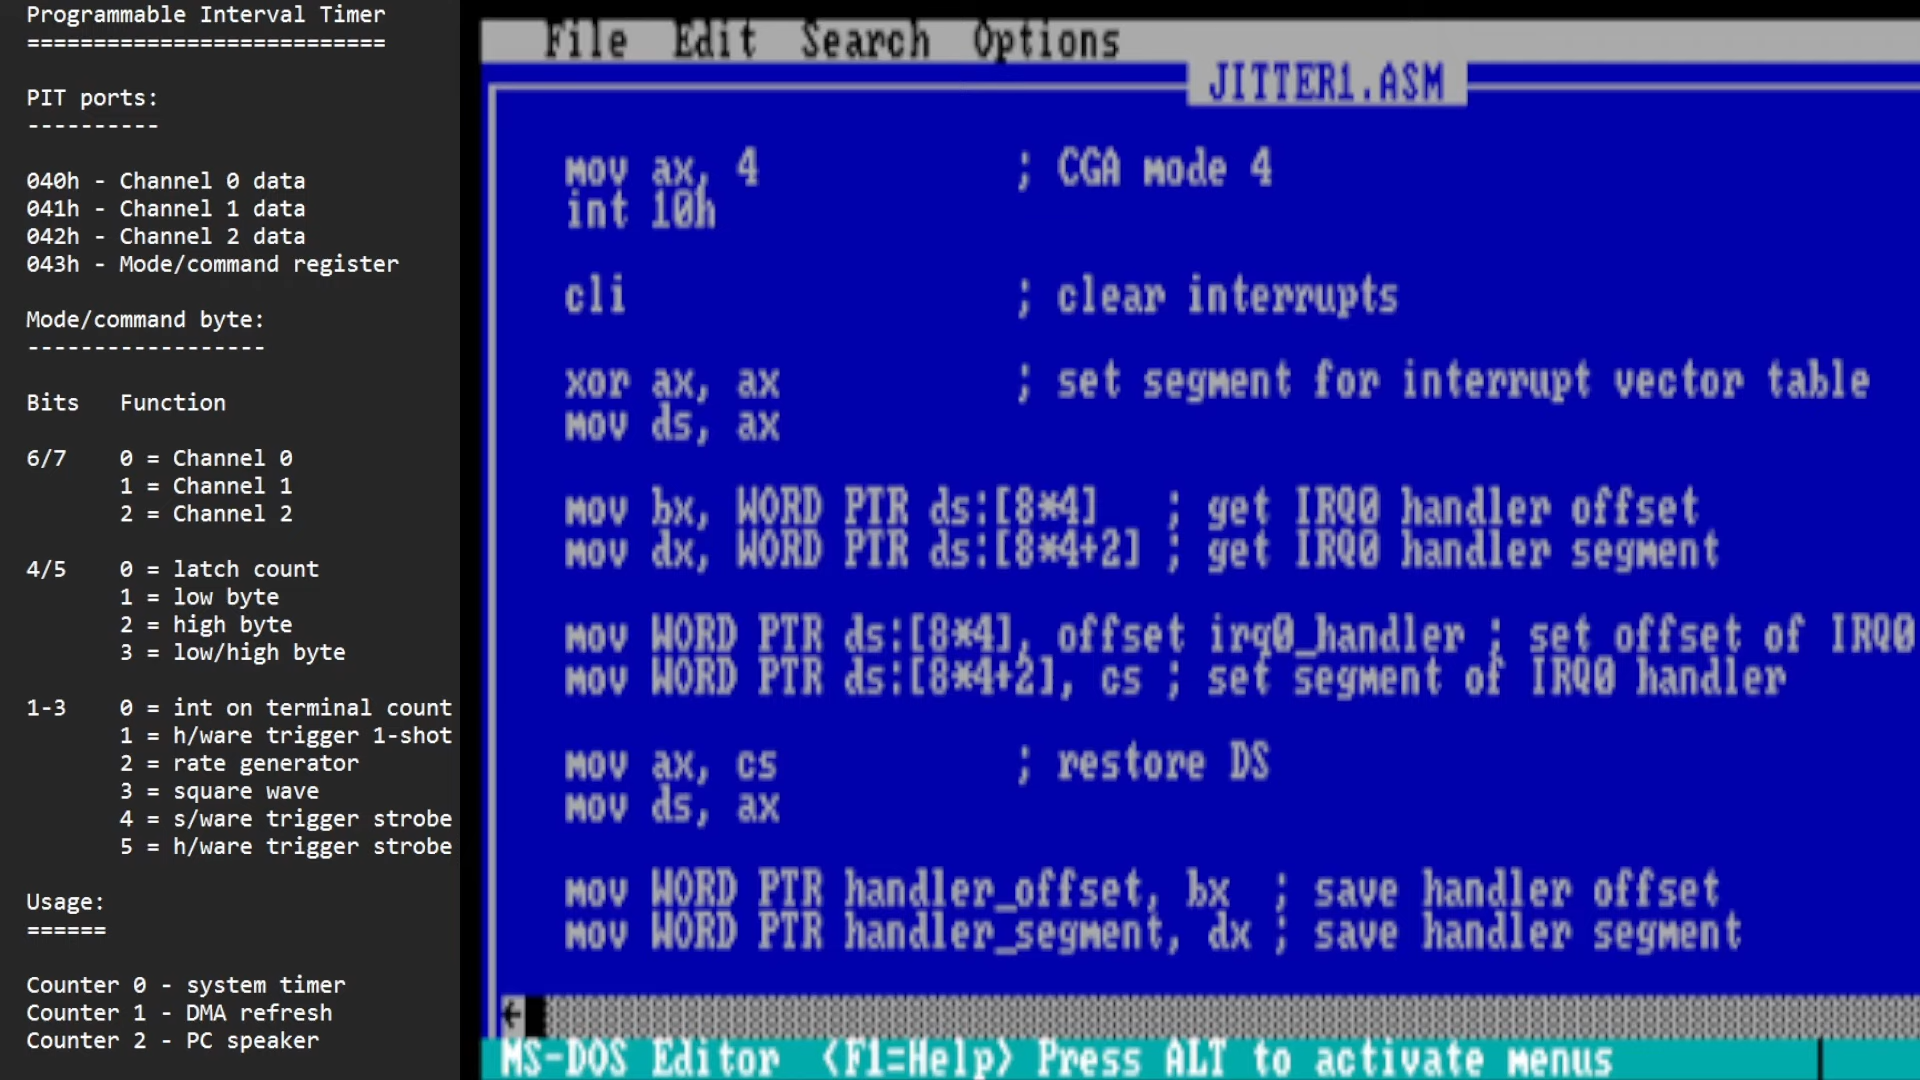 Programmable Interval Timer
===========================
PIT ports:
----------
040h - Channel 0 data
041h - Channel 1 data
042h - Channel 2 data
043h - Mode/command register
Mode/command byte:
------------------
Bits Function
6/7 0 = Channel 0
1 = Channel 1
2 = Channel 2
4/5 0 = latch count
1 = low byte
2 = high byte
3 = low/high byte
1-3 0 = int on terminal count
1 = h/ware trigger 1-shot
2 = rate generator
3 = square wave
4 = s/ware trigger strobe
5 = h/ware trigger strobe
Usage:
======
Counter 0 - system timer
Counter 1 - DMA refresh
Counter 2 - PC speaker
File Edit Search Options
JITTER1.ASM
mov ax, 4 ; CGA mode 4
int 10h
cli ; clear interrupts
xor ax, ax ; set segment for interrupt vector table
mov ds, ax
mov bx, WORD PTR ds:[8*4] ; get IRQ0 handler offset
mov dx, WORD PTR ds:[8*4+2] ; get IRQ0 handler segment
mov WORD PTR ds:[8*4], offset irq0_handler ; set offset of IRQ0
mov WORD PTR ds:[8*4+2], cs ; set segment of IRQ0 handler
mov ax, cs ; restore DS
mov ds, ax
mov WORD PTR handler_offset, bx ; save handler offset
mov WORD PTR handler_segment, dx ; save handler segment
MS-DOS Editor <F1=Help> Press ALT to activate menus